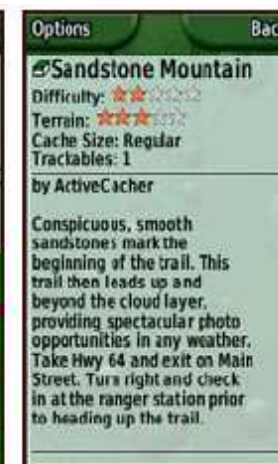 Options
Bac
Sandstone Mountain
Difficulty:
Terrain:
Cache Size: Regular
Trackables: 1
by ActiveCacher
Conspicuous, smooth
sandstones mark the
beginning of the trail. This
trail then leads up and
beyond the cloud layer,
providing spectacular photo
opportunities in any weather.
Take Hwy 64 and exit on Main
Street. Turn right and check
in at the ranger station prior
to heading up the trail.